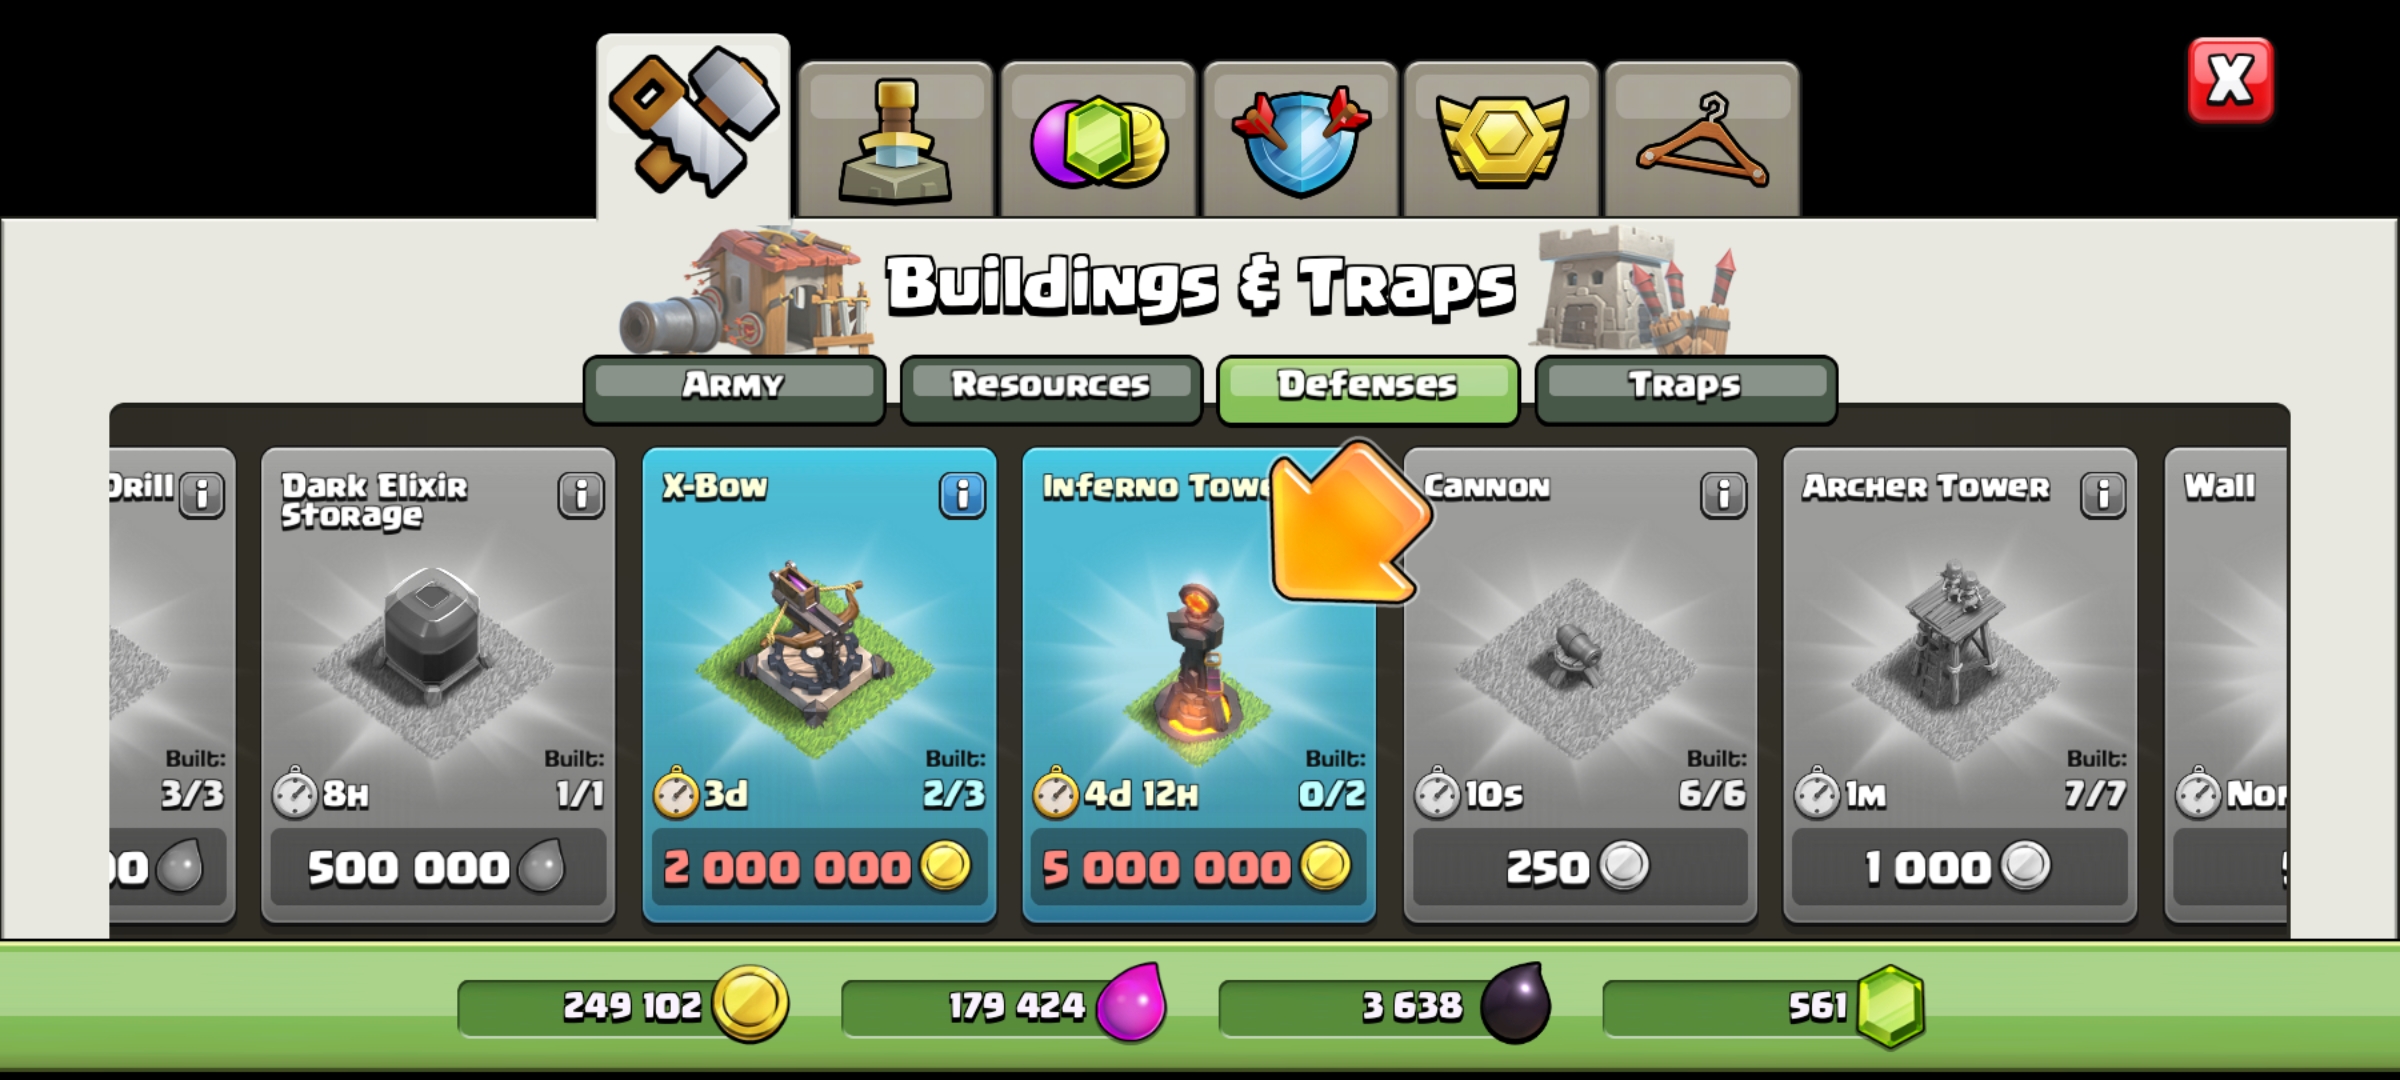 X
Buildings & Traps
Army
Resources
Defenses
Traps
Drill
i
Built:
3/3
Dark Elixir
Storage
i
8H
Built:
1/1
500 000
X-Bow
i
3d
Built:
2/3
2 000 000
Inferno
4d 12H
Built:
0/2
5 000 000
Cannon
i
10s
Built:
6/6
250
Archer Tower
i
1M
Built:
7/7
1 000
Wall
249 102
179 424
3 638
561